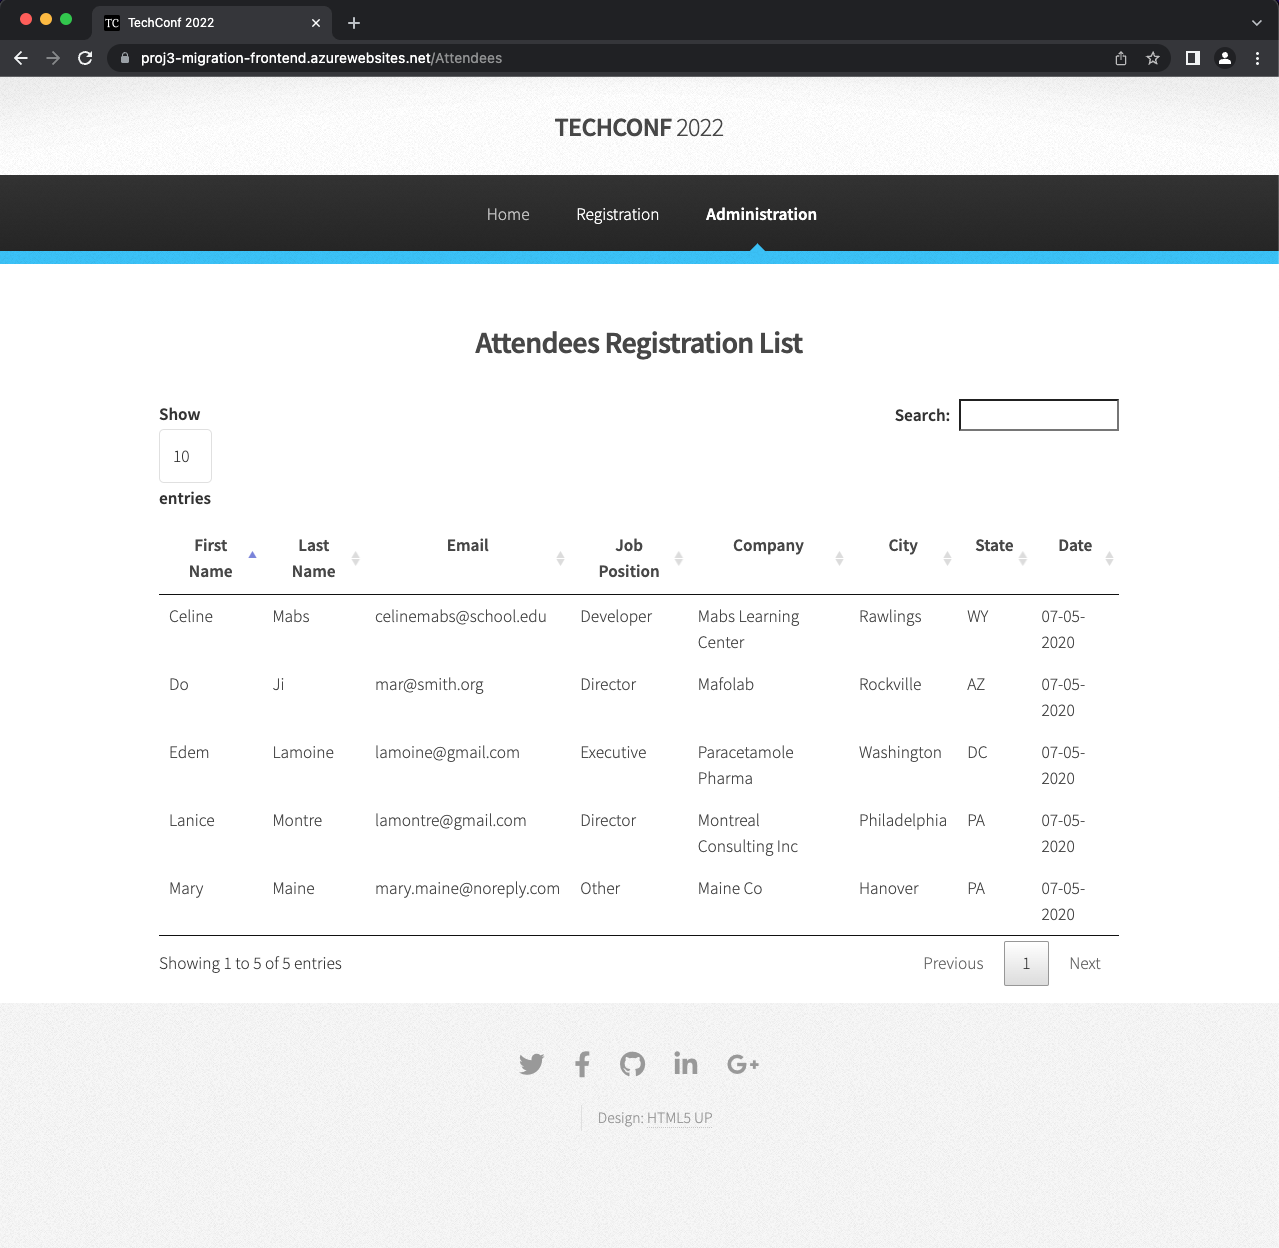 TC TechConf 2022
proj3-migration-frontend.azurewebsites.net/Attendees
TECHCONF 2022
Home Registration Administration
Attendees Registration List
Show
10
entries
Search:
First Name Last Name Email Job Position Company City State Date
Celine Mabs celinemabs@school.edu Developer Mabs Learning Center Rawlings WY 07-05-2020
Do Ji mar@smith.org Director Mafolab Rockville AZ 07-05-2020
Edem Lamoine lamoine@gmail.com Executive Paracetamole Pharma Washington DC 07-05-2020
Lanice Montre lamontre@gmail.com Director Montreal Consulting Inc Philadelphia PA 07-05-2020
Mary Maine mary.maine@noreply.com Other Maine Co Hanover PA 07-05-2020
Showing 1 to 5 of 5 entries
Previous 1 Next
Design: HTML5 UP